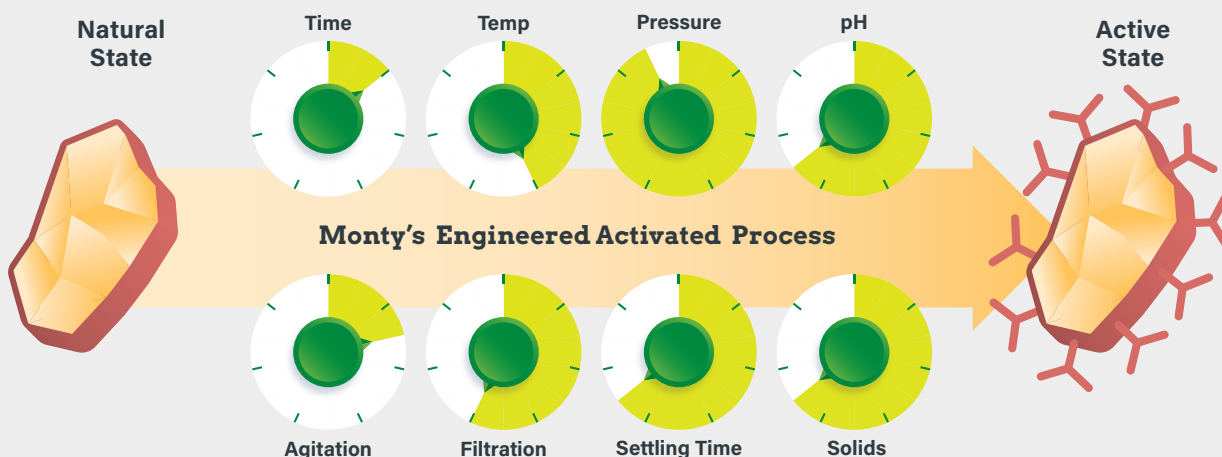 Natural
State
Time
Temp
Pressure
pH
Active
State
Monty's Engineered Activated Process
Agitation
Filtration
Settling Time
Solids